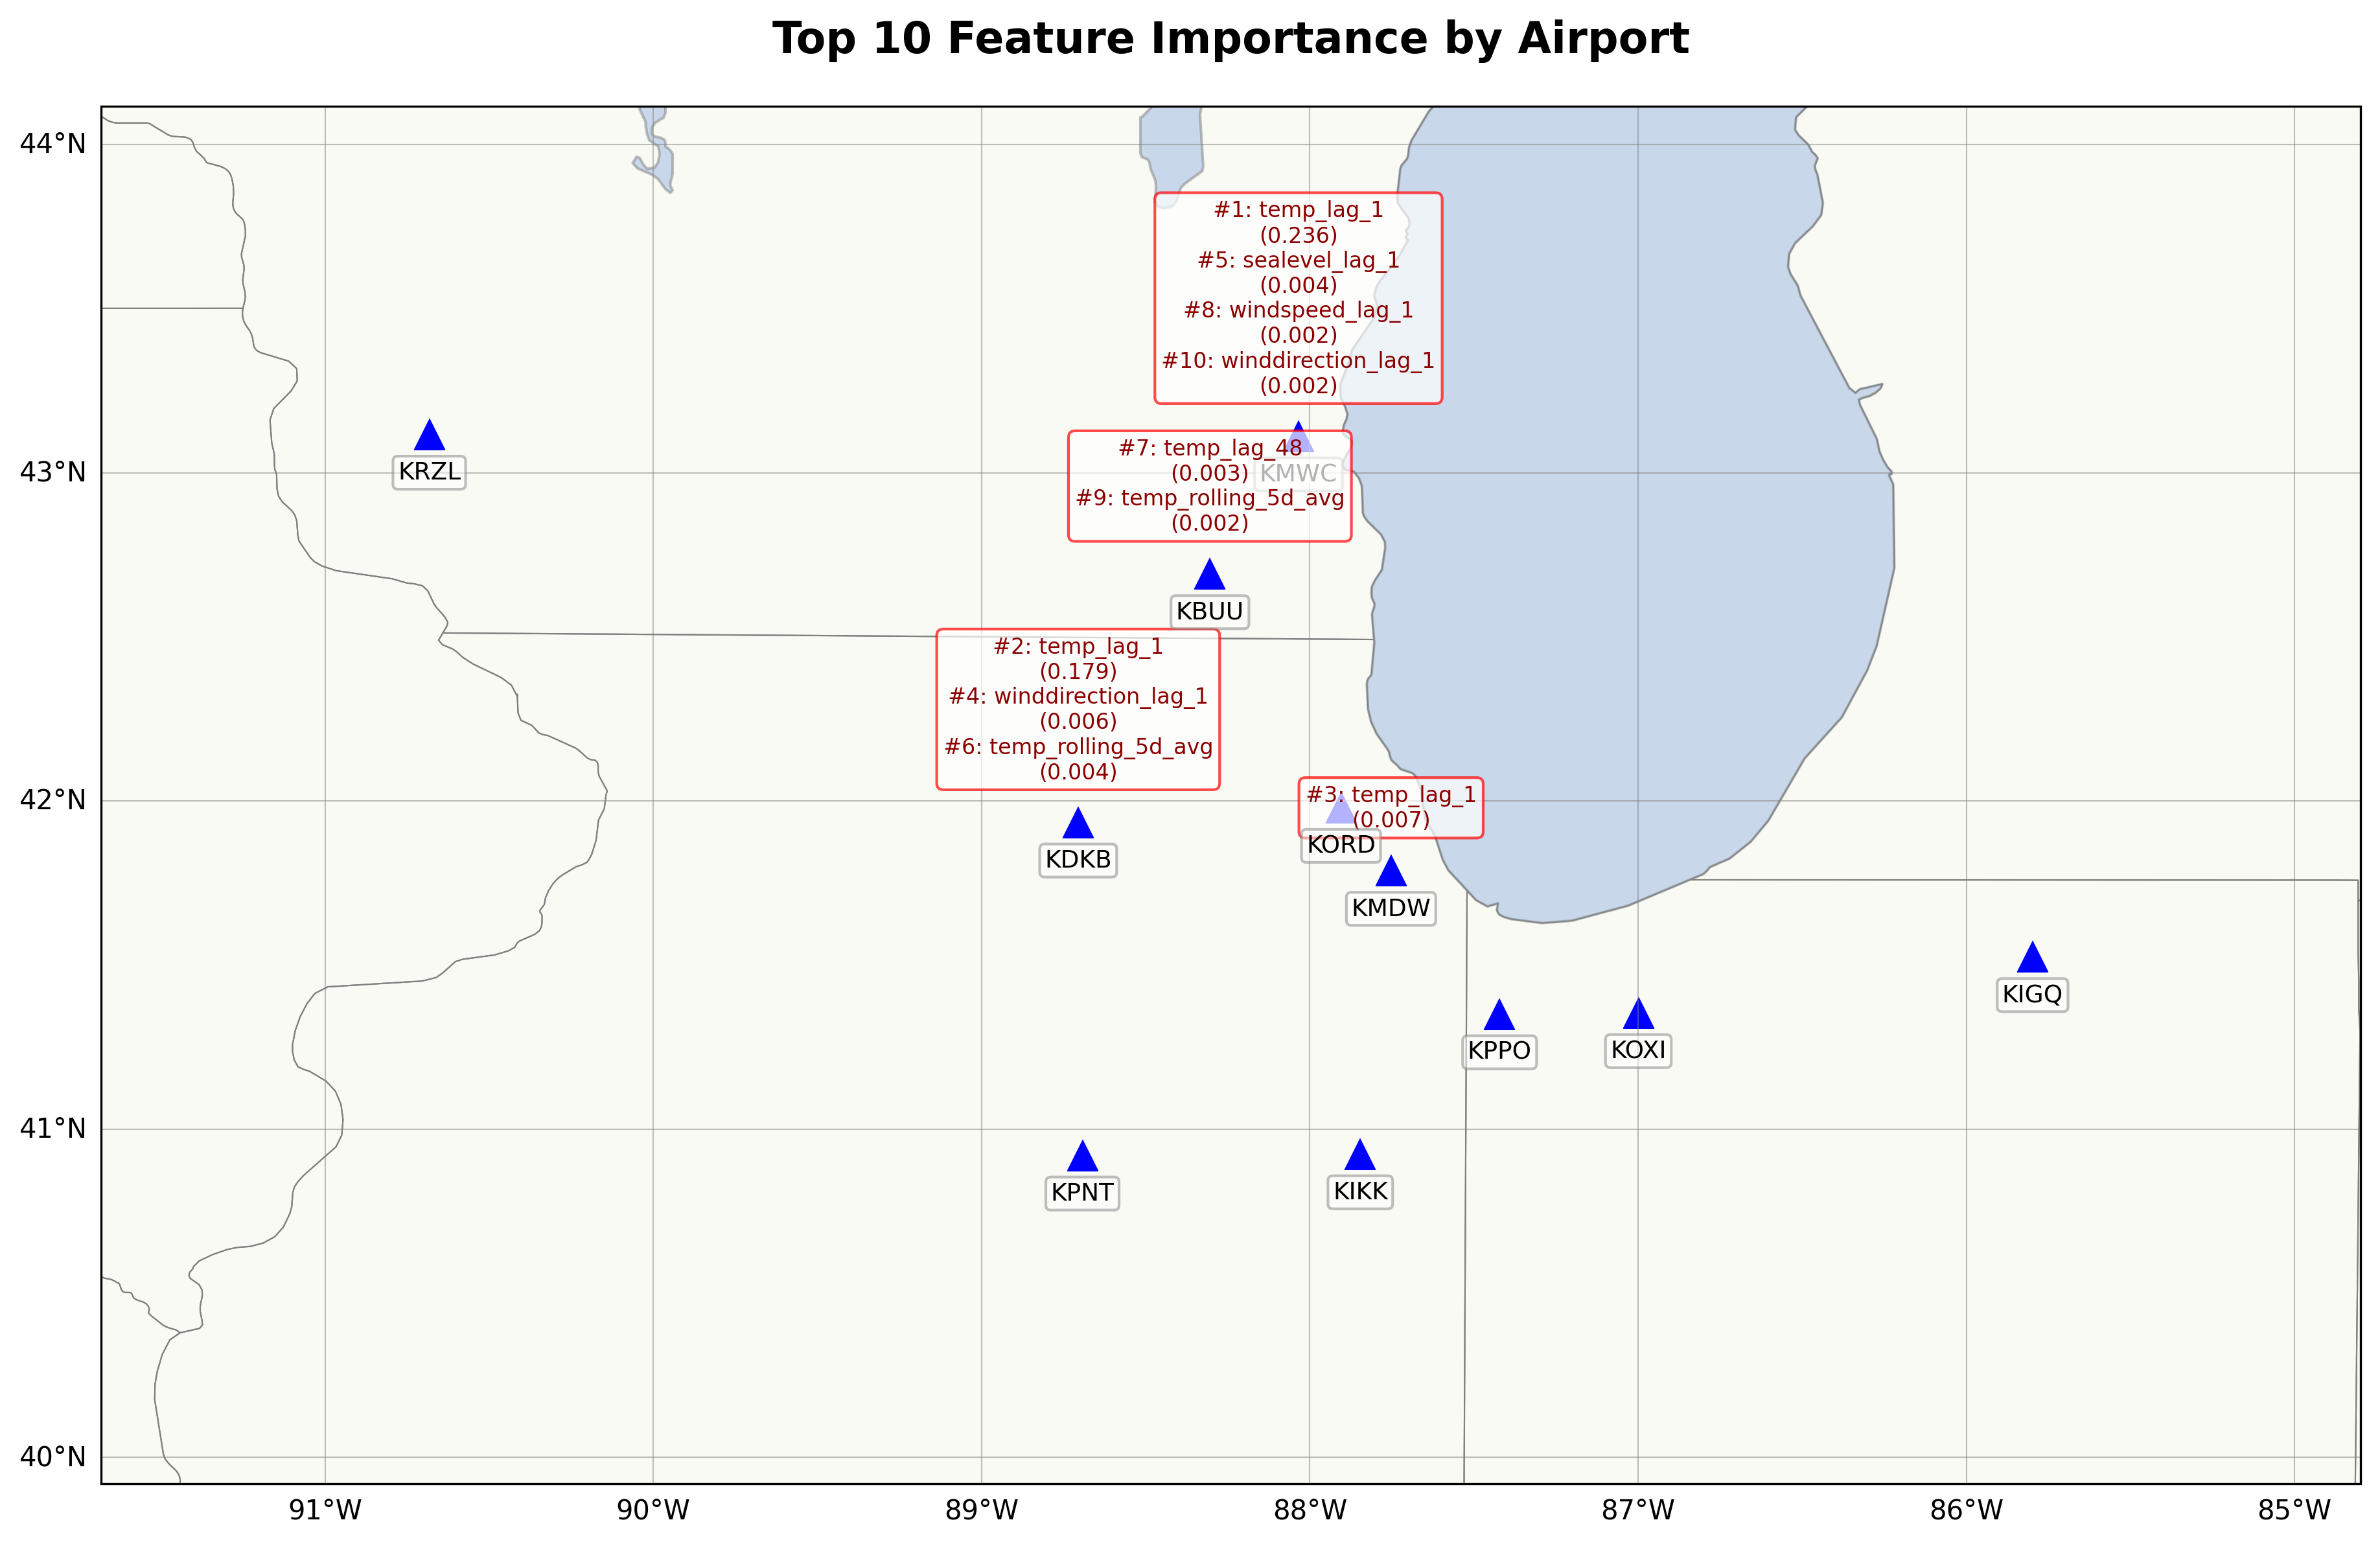 Top 10 Feature Importance by Airport
44°N
#1: temp_lag_1
(0.236)
#5: sealevel_lag_1
(0.004)
#8: windspeed_lag_1
(0.002)
#10: winddirection_lag_1
(0.002)
KRZL
43°N
#7: temp_lag_48
(0.003)
#9: temp_rolling_5d_avg
(0.002)
KMWC
KBUU
#2: temp_lag_1
(0.179)
#4: winddirection_lag_1
(0.006)
#6: temp_rolling_5d_avg
(0.004)
42°N
#3: temp_lag_1
(0.007)
KORD
KDKB
KMDW
KIGQ
KPPO
KOXI
41°N
KPNT
KIKK
40°N
91°W
90°W
89°W
88°W
87°W
86°W
85°W